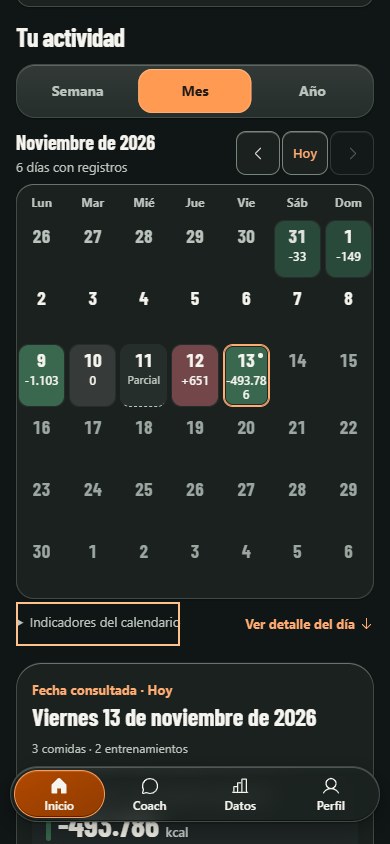 Tu actividad
Semana Mes Año
Noviembre de 2026
Hoy
6 días con registros
Lun Mar Mié Jue Vie Sáb Dom
26 27 28 29 30 31 1
-33 -149
2 3 4 5 6 7 8
9 10 11 12 13 14 15
-1.103 0 Parcial +651 -493.78
6
16 17 18 19 20 21 22
23 24 25 26 27 28 29
30 1 2 3 4 5 6
Indicadores del calendario
Ver detalle del día
Fecha consultada · Hoy
Viernes 13 de noviembre de 2026
3 comidas · 2 entrenamientos
Inicio Coach Datos Perfil
-493.786 kcal